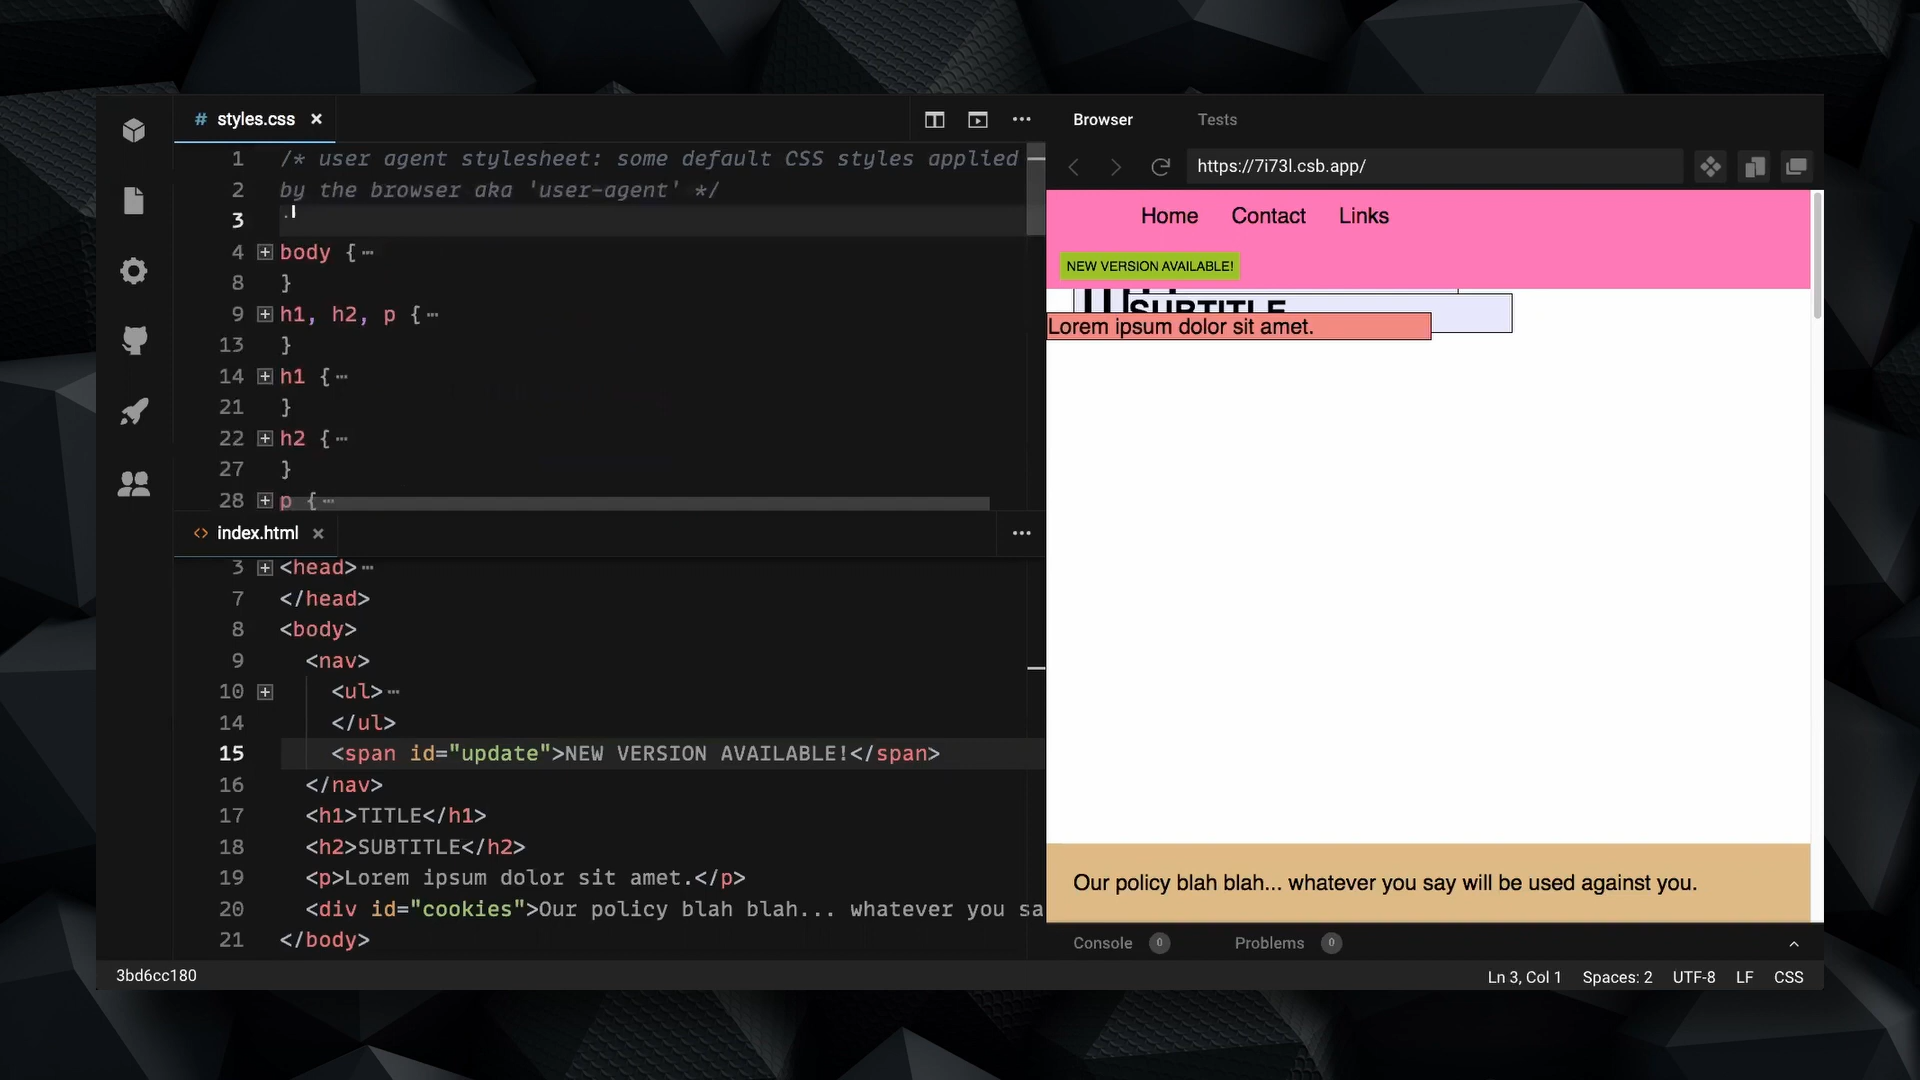 # styles.css ×
1 /* user agent stylesheet: some default CSS styles applied
2 by the browser aka 'user-agent' */
3
4 body {
8 }
9 h1, h2, p {
13 }
14 h1 {
21 }
22 h2 {
27 }
28 p {
<> index.html ×
3 <head>
7 </head>
8 <body>
9 <nav>
10 <ul>
14 </ul>
15 <span id="update">NEW VERSION AVAILABLE!</span>
16 </nav>
17 <h1>TITLE</h1>
18 <h2>SUBTITLE</h2>
19 <p>Lorem ipsum dolor sit amet.</p>
20 <div id="cookies">Our policy blah blah... whatever you sa
21 </body>
Browser Tests
https://7i73l.csb.app/
Home Contact Links
NEW VERSION AVAILABLE!
SUBTITLE
Lorem ipsum dolor sit amet.
Our policy blah blah... whatever you say will be used against you.
Console 0 Problems 0
3bd6cc180 Ln 3, Col 1 Spaces: 2 UTF-8 LF CSS